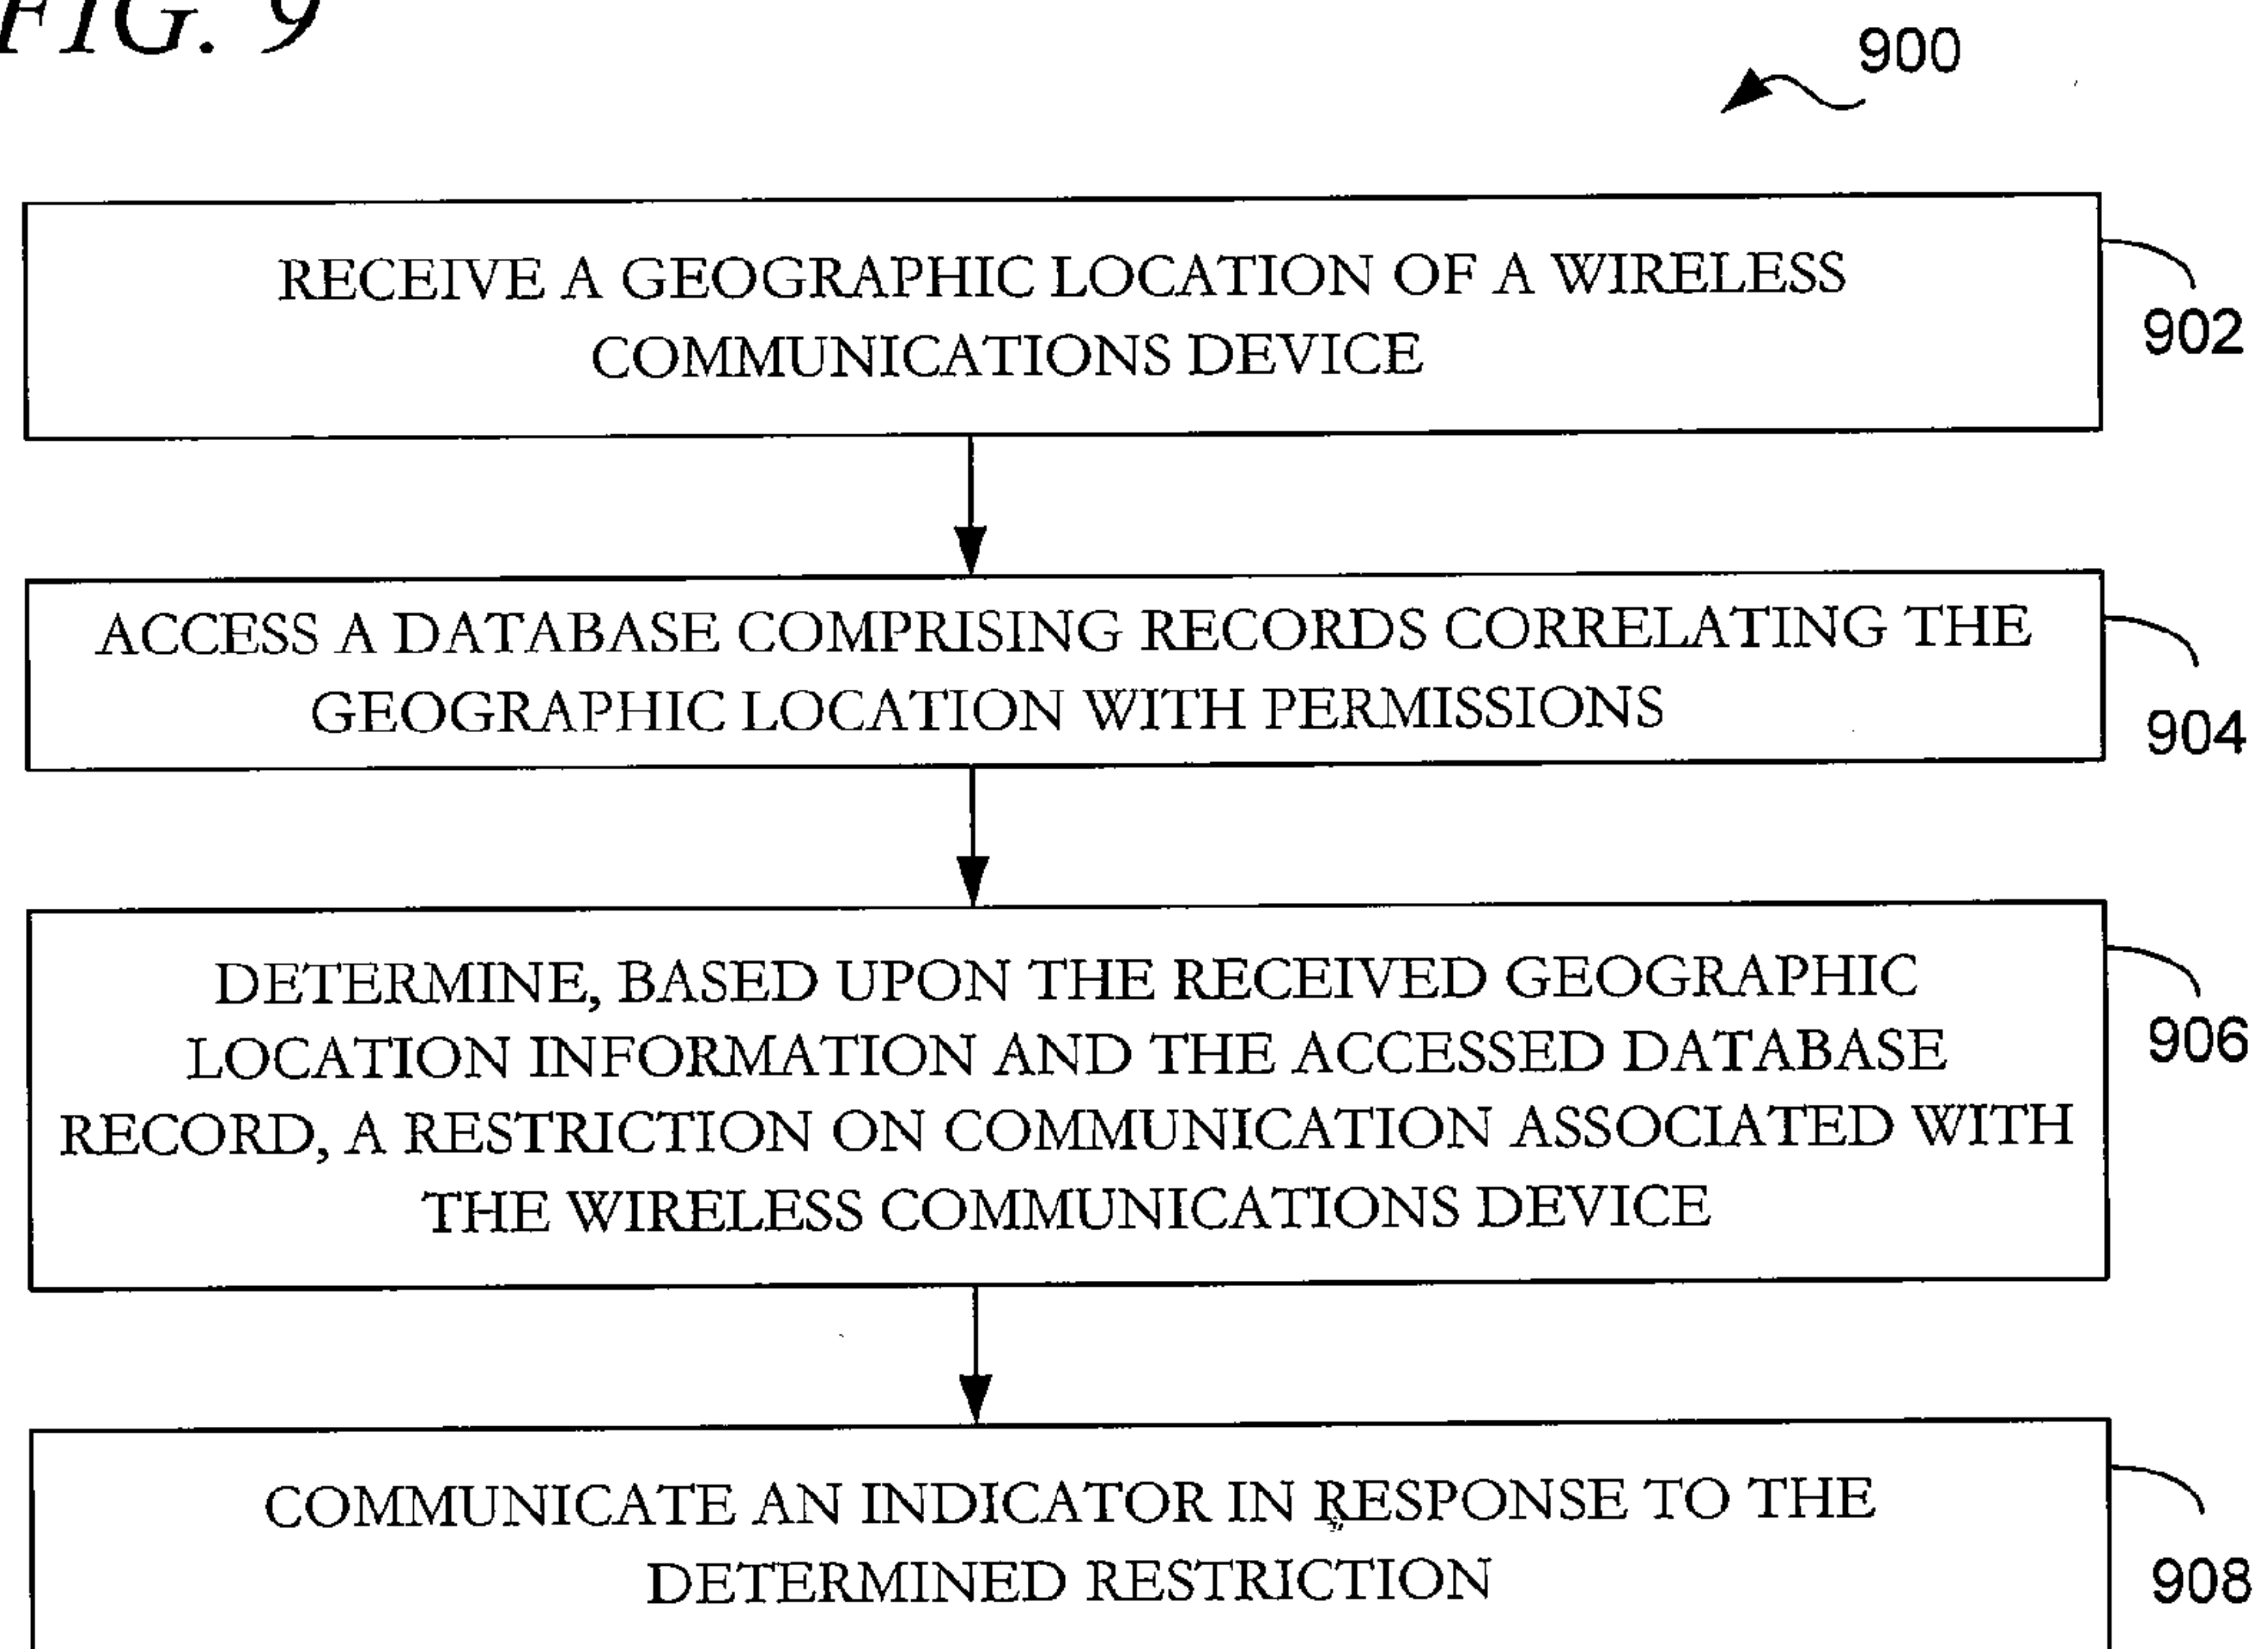 FIG. 9
900
RECEIVE A GEOGRAPHIC LOCATION OF A WIRELESS
COMMUNICATIONS DEVICE
902
ACCESS A DATABASE COMPRISING RECORDS CORRELATING THE
GEOGRAPHIC LOCATION WITH PERMISSIONS
904
DETERMINE, BASED UPON THE RECEIVED GEOGRAPHIC
LOCATION INFORMATION AND THE ACCESSED DATABASE
RECORD, A RESTRICTION ON COMMUNICATION ASSOCIATED WITH
THE WIRELESS COMMUNICATIONS DEVICE
906
COMMUNICATE AN INDICATOR IN RESPONSE TO THE
DETERMINED RESTRICTION
908